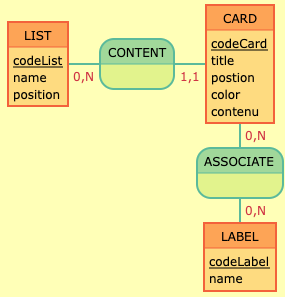 LIST
codeList
name
position
0,N
CONTENT
1,1
CARD
codeCard
title
postion
color
contenu
0,N
ASSOCIATE
0,N
LABEL
codeLabel
name